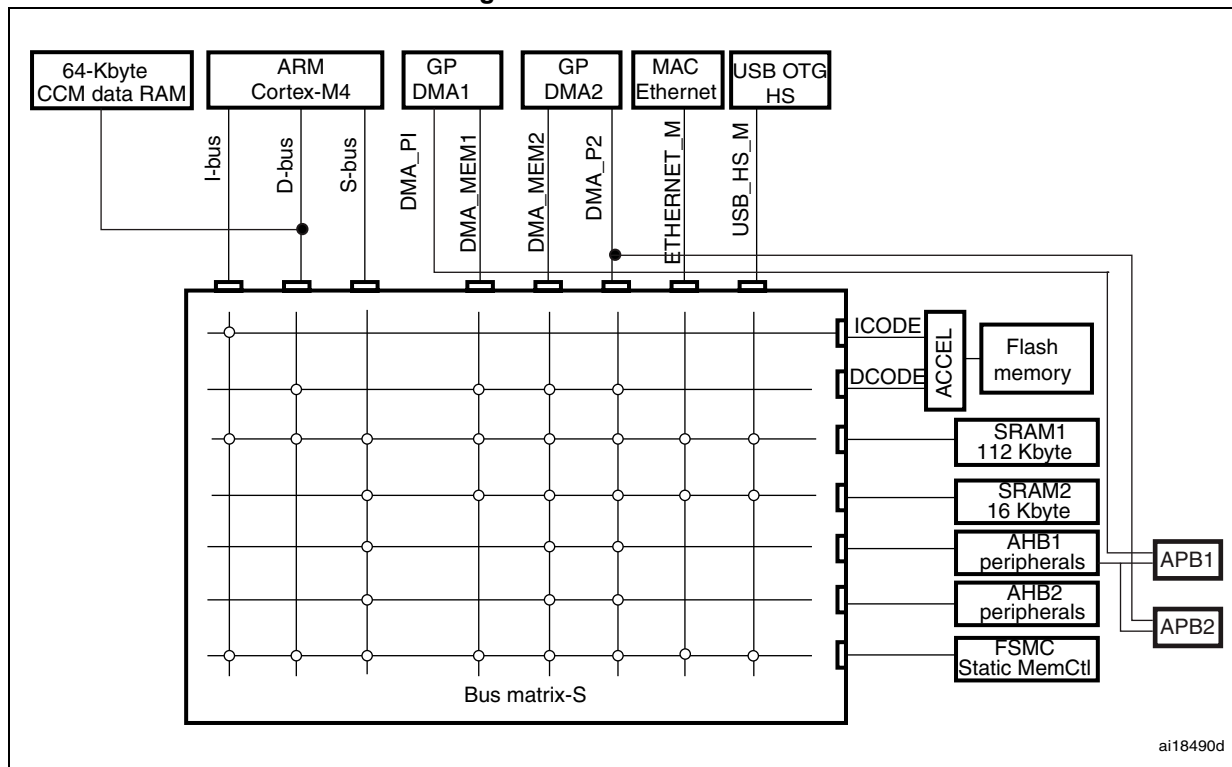 64-Kbyte
CCM data RAM
ARM
Cortex-M4
GP
DMA1
GP
DMA2
MAC
Ethernet
USB OTG
HS
I-bus
D-bus
S-bus
DMA_PI
DMA_MEM1
DMA_MEM2
DMA_P2
ETHERNET_M
USB_HS_M
ICODE
DCODE
ACCEL
Flash
memory
SRAM1
112 Kbyte
SRAM2
16 Kbyte
AHB1
peripherals
AHB2
peripherals
FSMC
Static MemCtl
APB1
APB2
Bus matrix-S
ai18490d